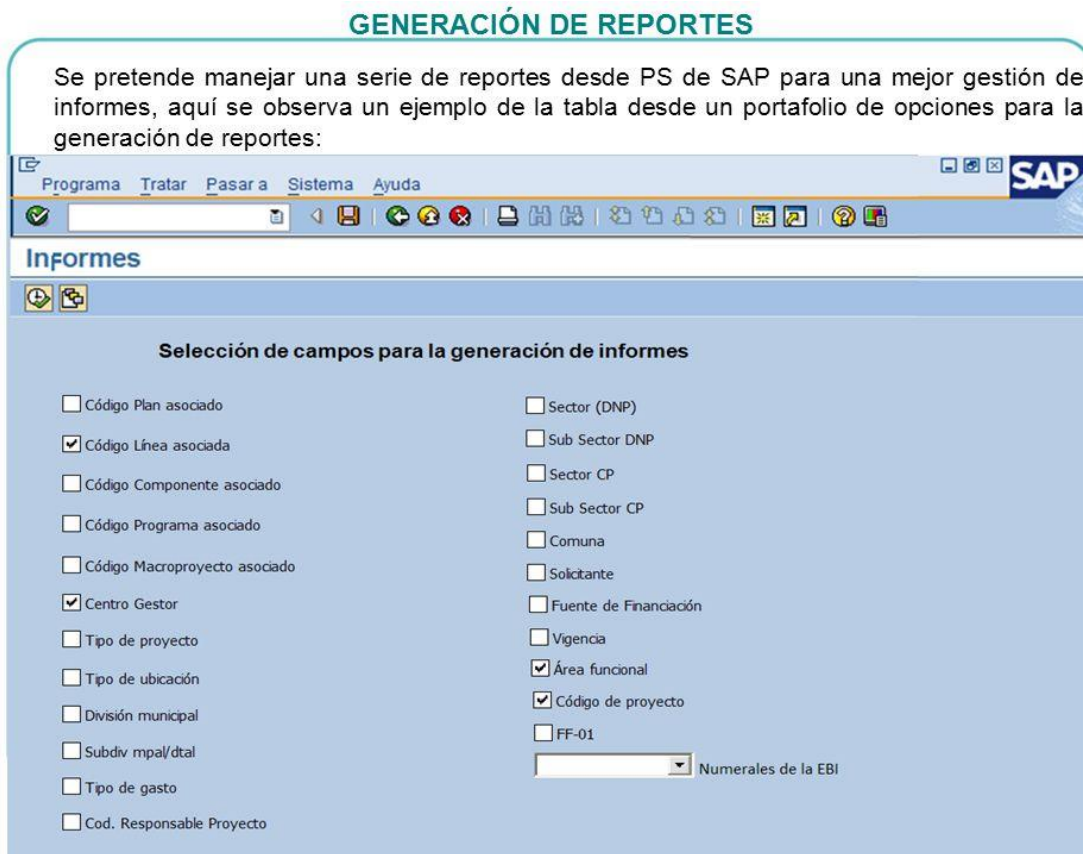 GENERACIÓN DE REPORTES
Se pretende manejar una serie de reportes desde PS de SAP para una mejor gestión de
informes, aquí se observa un ejemplo de la tabla desde un portafolio de opciones para la
generación de reportes:
Programa Tratar Pasar a Sistema Ayuda
SAP
Informes
Selección de campos para la generación de informes
Código Plan asociado
Código Línea asociada
Código Componente asociado
Código Programa asociado
Código Macroproyecto asociado
Centro Gestor
Tipo de proyecto
Tipo de ubicación
División municipal
Subdiv mpal/dtal
Tipo de gasto
Cod. Responsable Proyecto
Sector (DNP)
Sub Sector DNP
Sector CP
Sub Sector CP
Comuna
Solicitante
Fuente de Financiación
Vigencia
Área funcional
Código de proyecto
FF-01
Numerales de la EBI